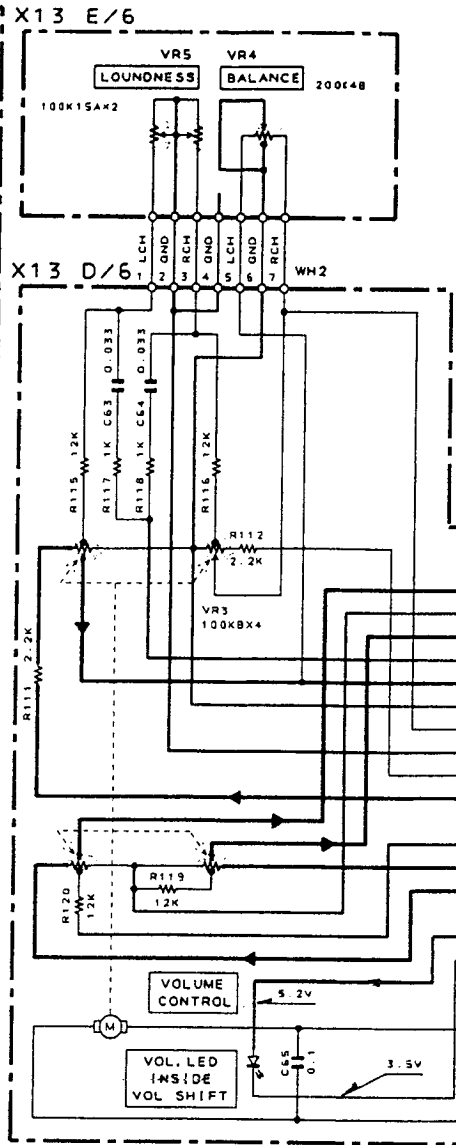 X13 E/6
VR5
VR4
LOUNDNESS
BALANCE
100K15A×2
200K4B
LCH
GND
RCH
GND
LCH
GND
RCH
1
2
3
4
5
6
7
WH2
X13 D/6
0.033
0.033
C63
C64
12K
1K
1K
12K
R115
R117
R118
R116
R112
2.2K
VR3
100KB×4
R111
2.2K
R119
12K
R120
12K
VOLUME
CONTROL
5.2V
M
VOL.LED
INSIDE
VOL SHIFT
C65
0.1
3.5V